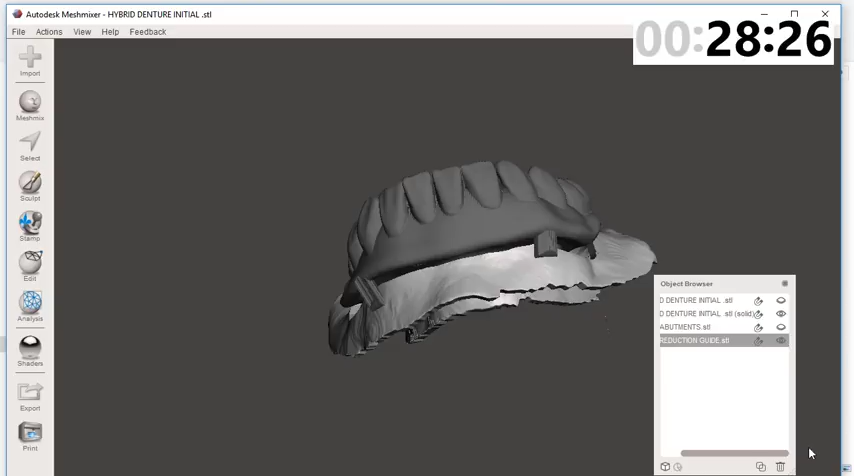 Autodesk Meshmixer - HYBRID DENTURE INITIAL .stl
00:28:26
File Actions View Help Feedback
Import
Meshmix
Select
Sculpt
Stamp
Edit
Analysis
Shaders
Export
Print
Object Browser
D DENTURE INITIAL .stl
D DENTURE INITIAL .stl (solid)
ABUTMENTS.stl
REDUCTION GUIDE.stl